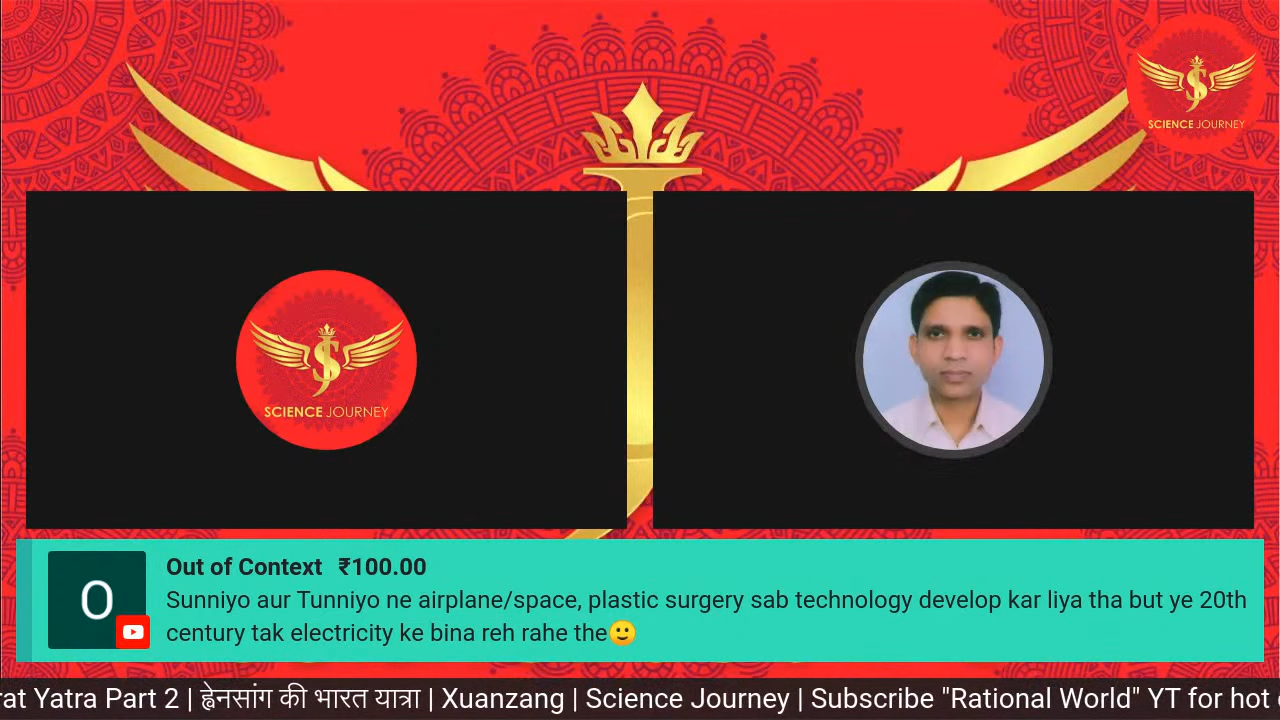 SCIENCE JOURNEY
SCIENCE JOURNEY
O
Out of Context ₹100.00
Sunniyo aur Tunniyo ne airplane/space, plastic surgery sab technology develop kar liya tha but ye 20th
century tak electricity ke bina reh rahe the🙂
rat Yatra Part 2 | ह्वेनसांग की भारत यात्रा | Xuanzang | Science Journey | Subscribe "Rational World" YT for hot